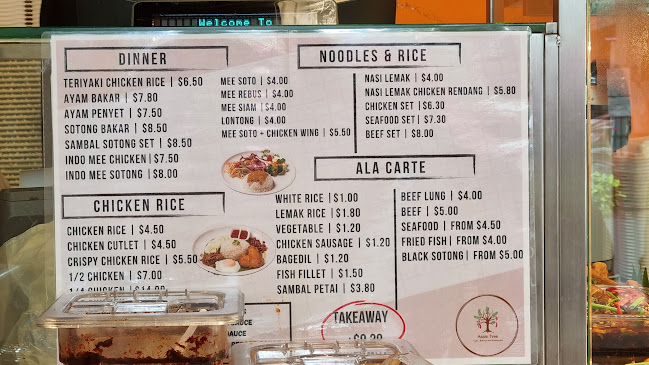 Welcome To
DINNER
TERIYAKI CHICKEN RICE | $6.50
AYAM BAKAR | $7.80
AYAM PENYET | $7.50
SOTONG BAKAR | $8.50
SAMBAL SOTONG SET | $8.50
INDO MEE CHICKEN | $7.50
INDO MEE SOTONG | $8.00
MEE SOTO | $4.00
MEE REBUS | $4.00
MEE SIAM | $4.00
LONTONG | $4.00
MEE SOTO + CHICKEN WING | $5.50
NOODLES & RICE
NASI LEMAK | $4.00
NASI LEMAK CHICKEN RENDANG | $5.80
CHICKEN SET | $6.30
SEAFOOD SET | $7.30
BEEF SET | $8.00
CHICKEN RICE
CHICKEN RICE | $4.50
CHICKEN CUTLET | $4.50
CRISPY CHICKEN RICE | $5.50
1/2 CHICKEN | $7.00
1/1 CHICKEN | $14.00
ALA CARTE
WHITE RICE | $1.00
LEMAK RICE | $1.80
VEGETABLE | $1.20
CHICKEN SAUSAGE | $1.20
BAGEDIL | $1.20
FISH FILLET | $1.50
SAMBAL PETAI | $3.80
BEEF LUNG | $4.00
BEEF | $5.00
SEAFOOD | FROM $4.50
FRIED FISH | FROM $4.00
BLACK SOTONG | FROM $5.00
TAKEAWAY